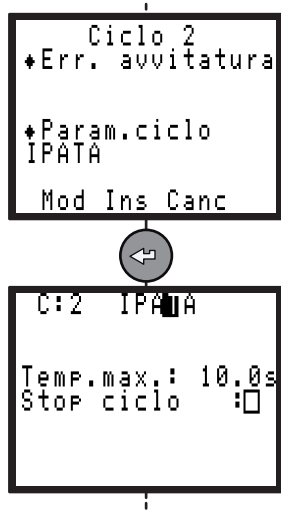 Ciclo 2
♦Err. avvitatura
♦Param.ciclo
IPATA
Mod Ins Canc
C:2 IPATA
Temp.max.: 10.0s
Stop ciclo :□